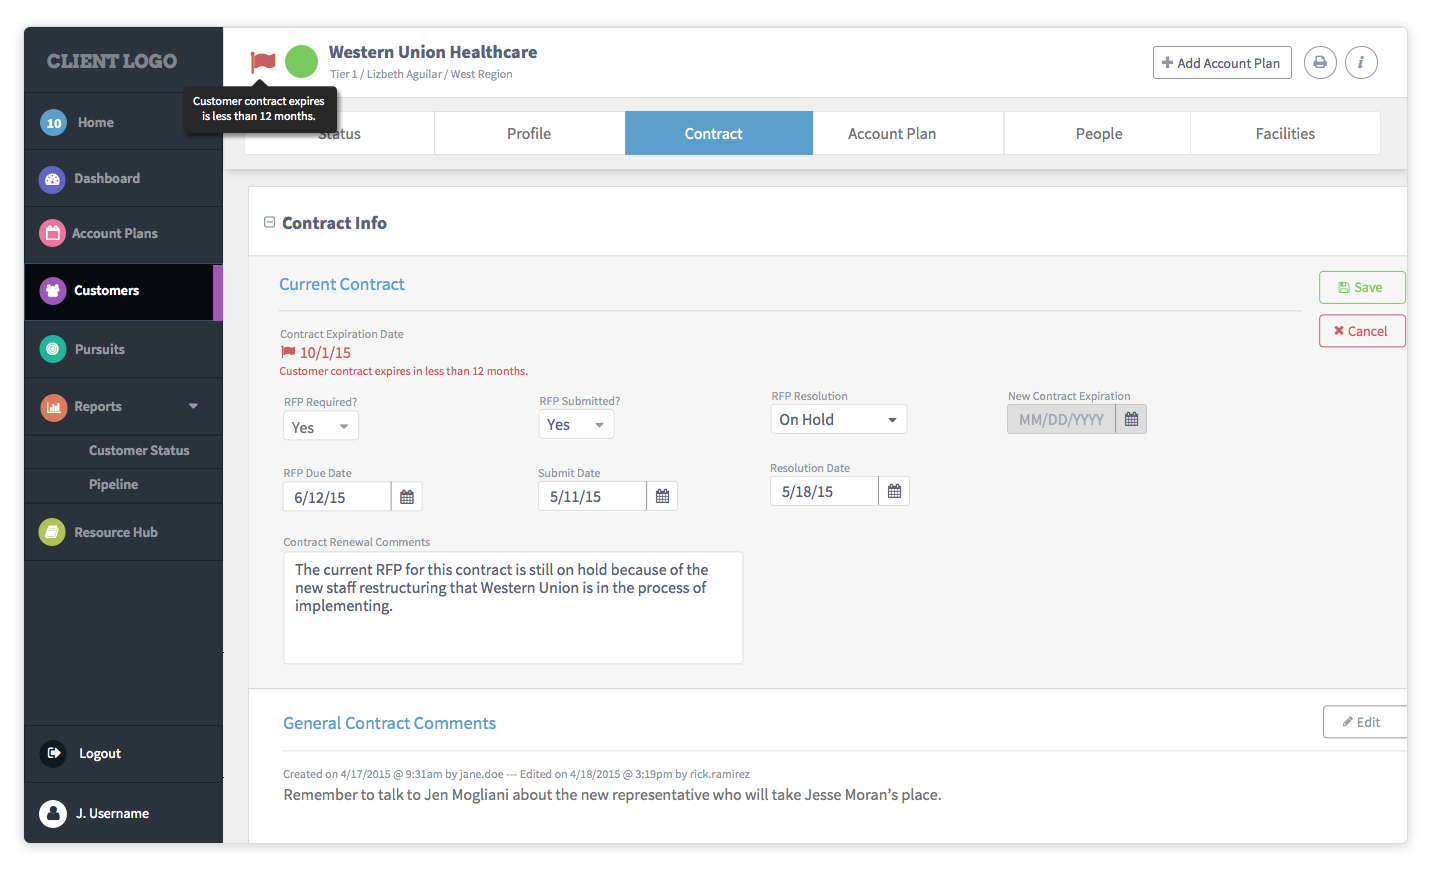 CLIENT LOGO
10 Home
Dashboard
Account Plans
Customers
Pursuits
Reports
Customer Status
Pipeline
Resource Hub
Logout
J. Username
Western Union Healthcare
Tier 1 / Lizbeth Aguilar / West Region
Customer contract expires
is less than 12 months.
Add Account Plan
i
Status
Profile
Contract
Account Plan
People
Facilities
Contract Info
Current Contract
Save
Cancel
Contract Expiration Date
10/1/15
Customer contract expires in less than 12 months.
RFP Required?
Yes
RFP Submitted?
Yes
RFP Resolution
On Hold
New Contract Expiration
MM/DD/YYYY
RFP Due Date
6/12/15
Submit Date
5/11/15
Resolution Date
5/18/15
Contract Renewal Comments
The current RFP for this contract is still on hold because of the
new staff restructuring that Western Union is in the process of
implementing.
General Contract Comments
Edit
Created on 4/17/2015 @ 9:31am by jane.doe --- Edited on 4/18/2015 @ 3:19pm by rick.ramirez
Remember to talk to Jen Mogliani about the new representative who will take Jesse Moran’s place.